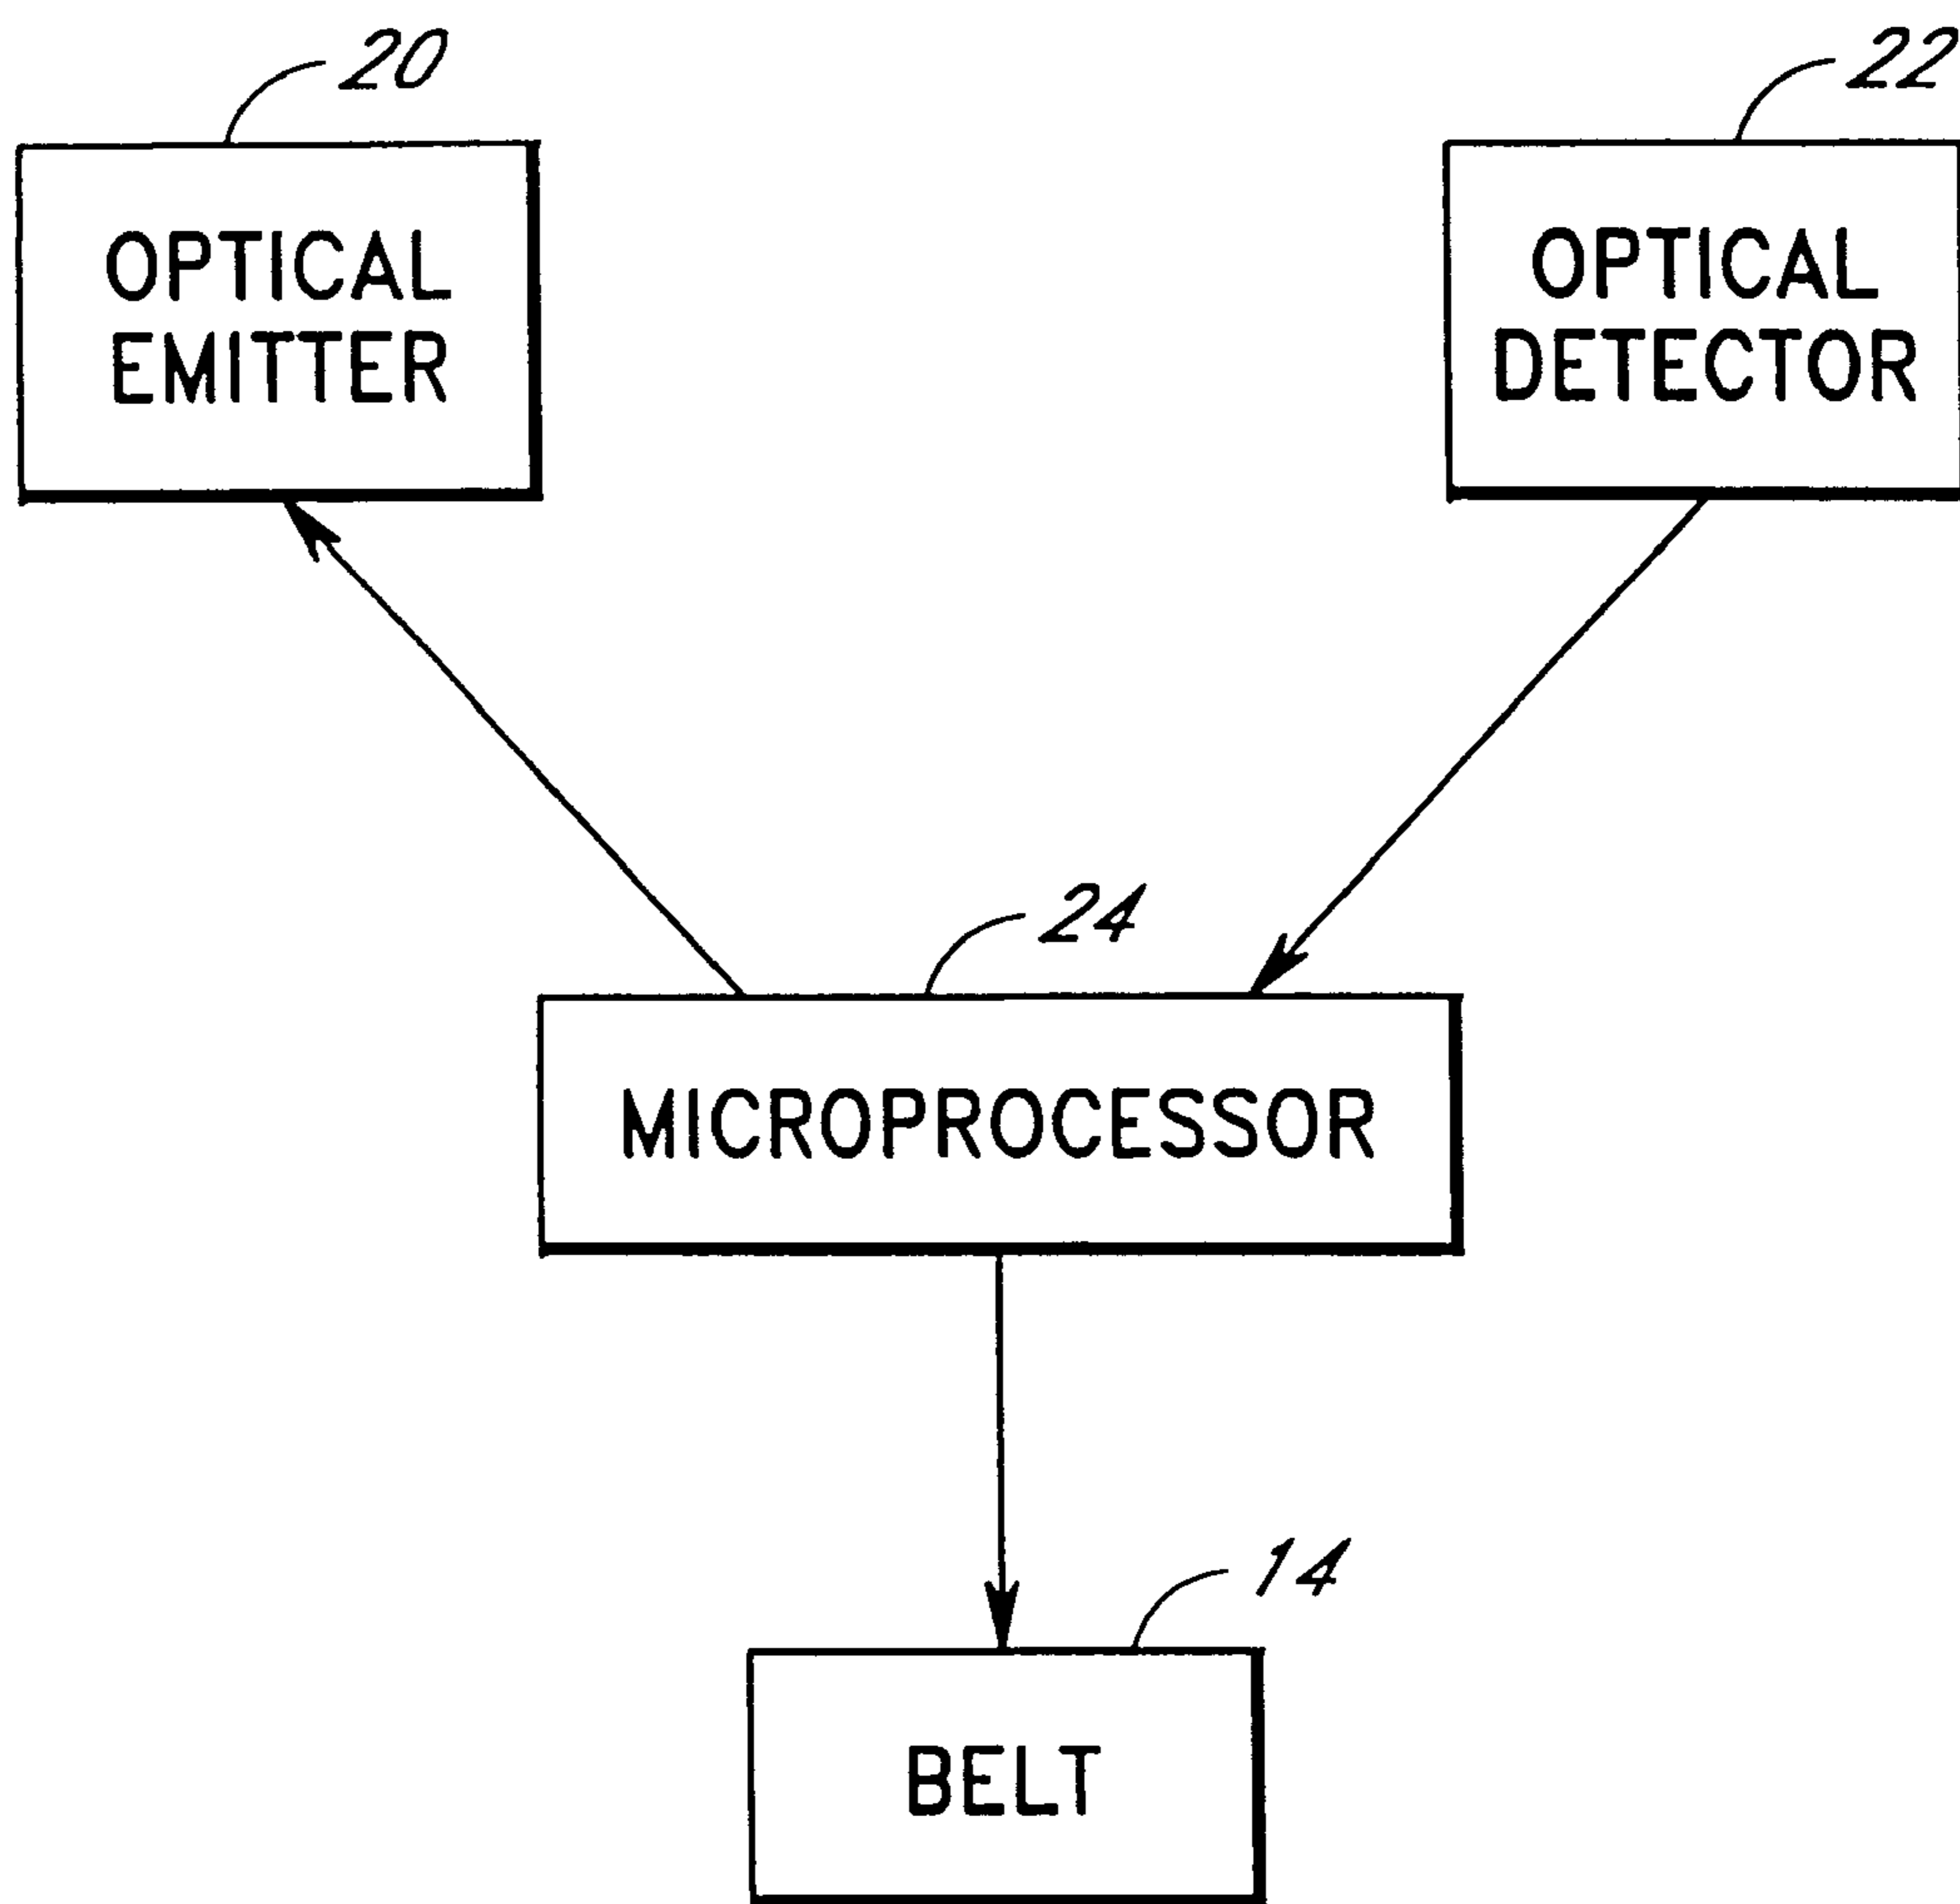 20
22
OPTICAL
EMITTER
OPTICAL
DETECTOR
24
MICROPROCESSOR
14
BELT